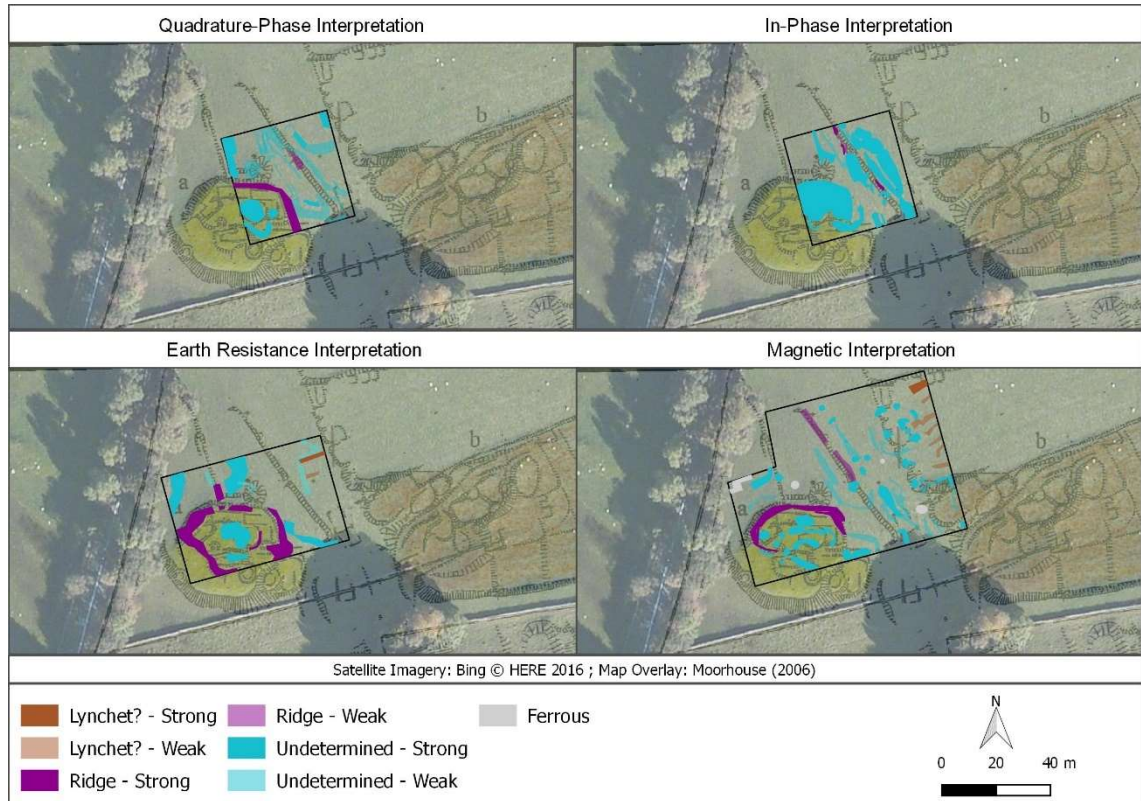 Quadrature-Phase Interpretation
In-Phase Interpretation
a
b
a
b
Earth Resistance Interpretation
Magnetic Interpretation
a
b
a
b
Satellite Imagery: Bing © HERE 2016 ; Map Overlay: Moorhouse (2006)
Lynchet? - Strong
Ridge - Weak
Ferrous
Lynchet? - Weak
Undetermined - Strong
Ridge - Strong
Undetermined - Weak
N
0 20 40 m